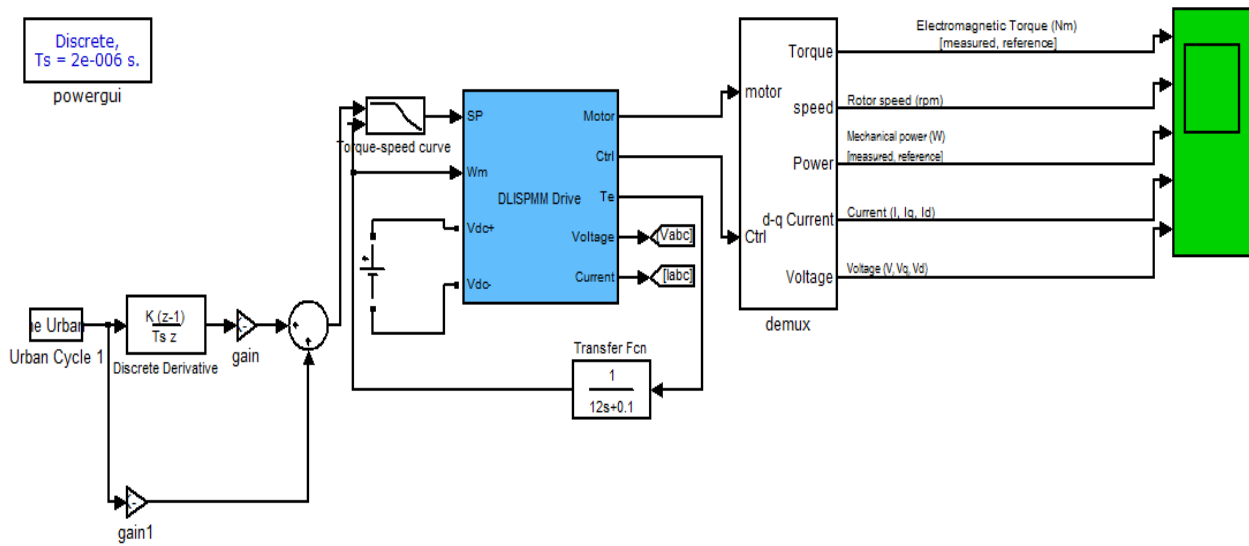 Discrete,
Ts = 2e-006 s.
powergui
Electromagnetic Torque (Nm)
[measured, reference]
Torque
motor
speed
Rotor speed (rpm)
Mechanical power (W)
[measured, reference]
Power
d-q Current
Current (I, Iq, Id)
Ctrl
Voltage
Voltage (V, Vq, Vd)
demux
SP
Motor
Torque-speed curve
Ctrl
Wm
Te
DLISPMM Drive
Vdc+
Voltage
[Vabc]
Current
[Iabc]
Vdc-
+
ne Urban
Urban Cycle 1
K (z-1)
Ts z
Discrete Derivative
gain
+
+
Transfer Fcn
1
12s+0.1
gain1